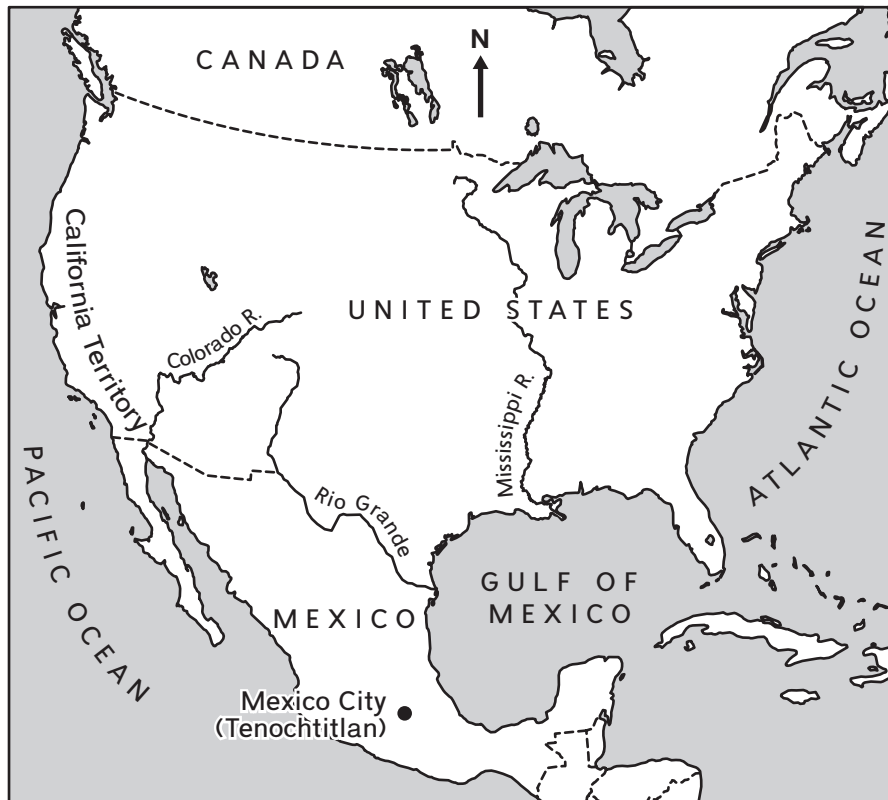 CANADA
N
California Territory
Colorado R.
UNITED STATES
Mississippi R.
ATLANTIC OCEAN
PACIFIC OCEAN
Rio Grande
GULF OF
MEXICO
MEXICO
Mexico City
(Tenochtitlan)